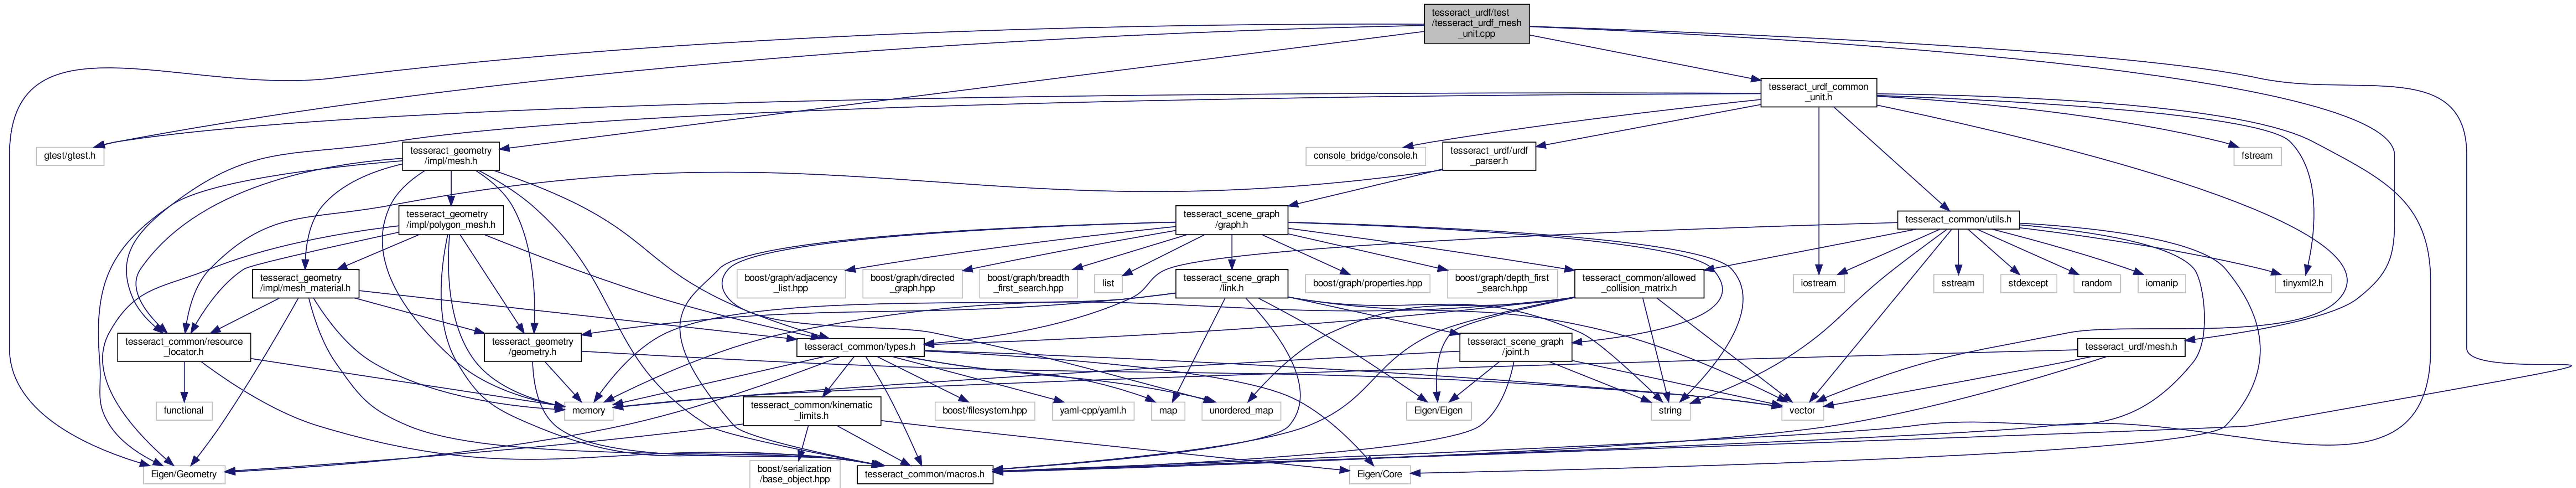 tesseract_urdf/test
/tesseract_urdf_mesh
_unit.cpp
tesseract_urdf_common
_unit.h
gtest/gtest.h
tesseract_geometry
/impl/mesh.h
console_bridge/console.h
tesseract_urdf/urdf
_parser.h
fstream
tesseract_geometry
/impl/polygon_mesh.h
tesseract_scene_graph
/graph.h
tesseract_common/utils.h
tesseract_geometry
/impl/mesh_material.h
boost/graph/adjacency
_list.hpp
boost/graph/directed
_graph.hpp
boost/graph/breadth
_first_search.hpp
list
tesseract_scene_graph
/link.h
boost/graph/properties.hpp
boost/graph/depth_first
_search.hpp
tesseract_common/allowed
_collision_matrix.h
iostream
sstream
stdexcept
random
iomanip
tinyxml2.h
tesseract_common/resource
_locator.h
tesseract_geometry
/geometry.h
tesseract_common/types.h
tesseract_scene_graph
/joint.h
tesseract_urdf/mesh.h
functional
memory
tesseract_common/kinematic
_limits.h
boost/filesystem.hpp
yaml-cpp/yaml.h
map
unordered_map
Eigen/Eigen
string
vector
Eigen/Geometry
boost/serialization
/base_object.hpp
tesseract_common/macros.h
Eigen/Core